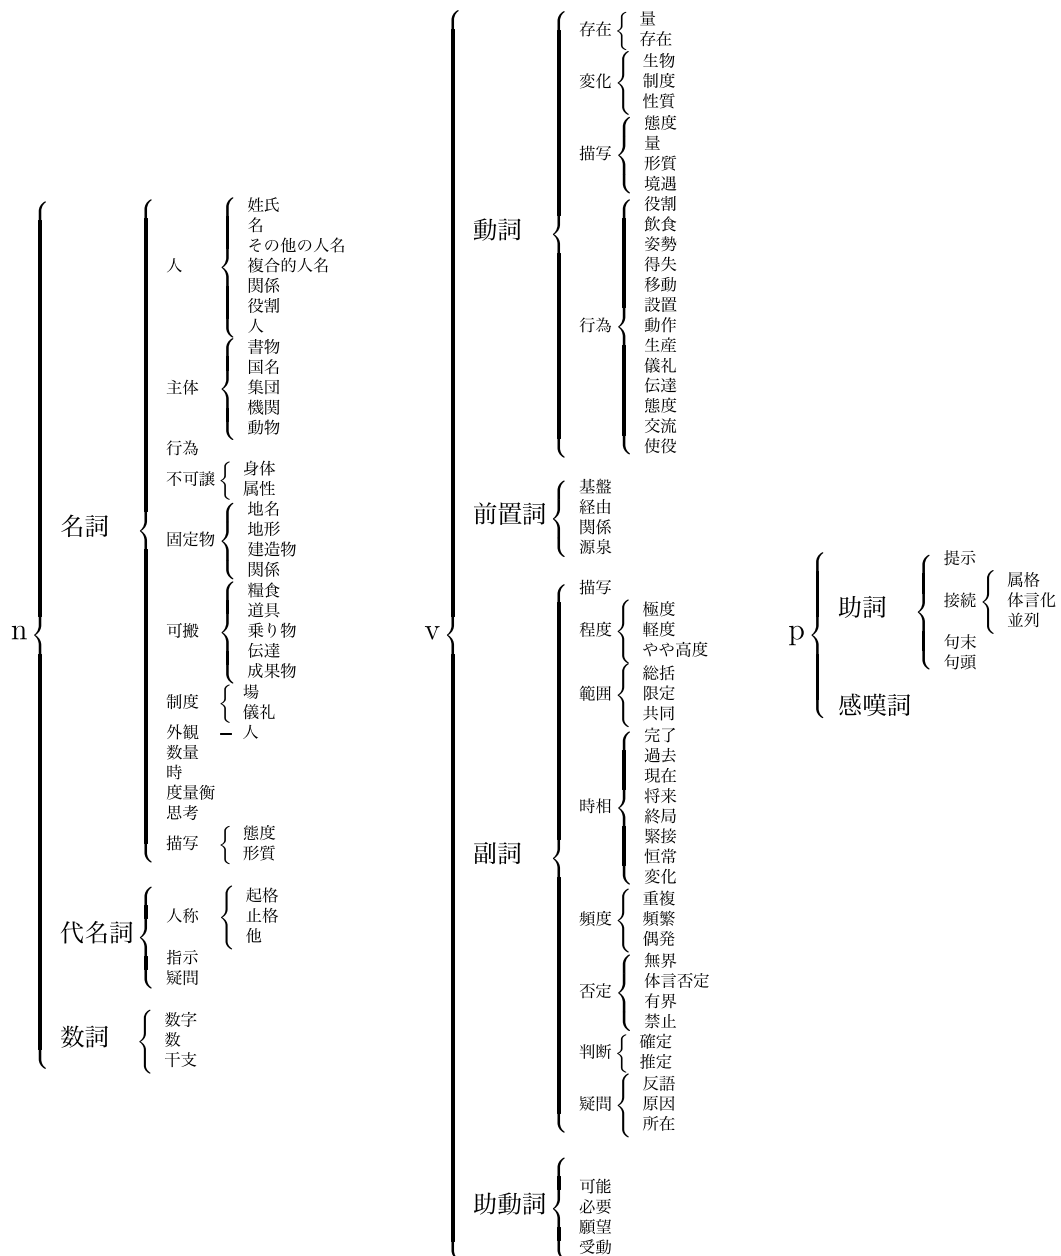 n
名詞
人
姓氏
名
その他の人名
複合的人名
関係
役割
人
主体
書物
国名
集団
機関
動物
行為
不可譲
身体
属性
固定物
地名
地形
建造物
関係
可搬
糧食
道具
乗り物
伝達
成果物
制度
場
儀礼
外観
人
数量
時
度量衡
思考
描写
態度
形質
代名詞
人称
起格
止格
他
指示
疑問
数詞
数字
数
干支
v
動詞
存在
量
存在
変化
生物
制度
性質
描写
態度
量
形質
境遇
行為
役割
飲食
姿勢
得失
移動
設置
動作
生産
儀礼
伝達
態度
交流
使役
前置詞
基盤
経由
関係
源泉
副詞
描写
程度
極度
軽度
やや高度
範囲
総括
限定
共同
時相
完了
過去
現在
将来
終局
緊接
恒常
変化
頻度
重複
頻繁
偶発
否定
無界
体言否定
有界
禁止
判断
確定
推定
疑問
反語
原因
所在
助動詞
可能
必要
願望
受動
p
助詞
提示
接続
属格
体言化
並列
句末
句頭
感嘆詞